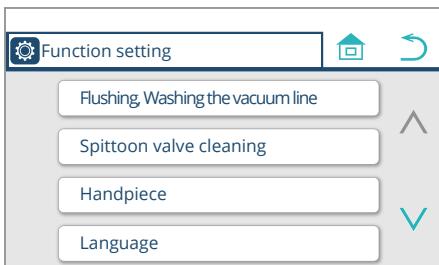 Function setting
Flushing, Washing the vacuum line
Spittoon valve cleaning
Handpiece
Language